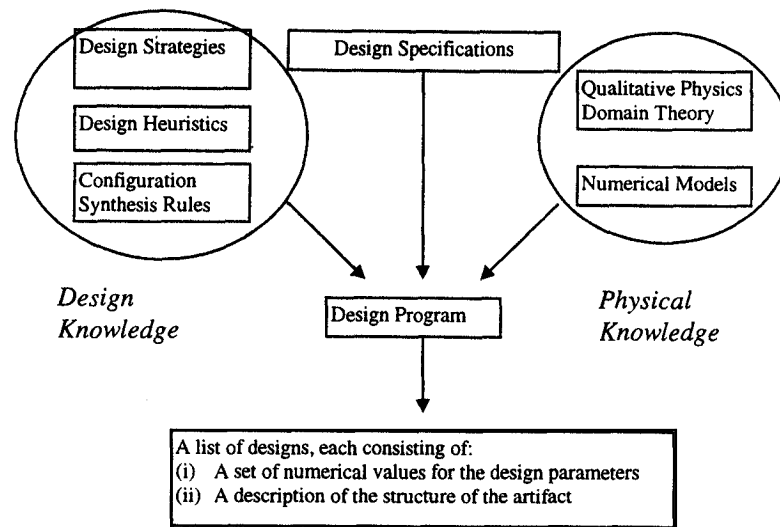 Design Strategies
Design Specifications
Qualitative Physics
Domain Theory
Design Heuristics
Configuration
Synthesis Rules
Numerical Models
Design
Knowledge
Physical
Knowledge
Design Program
A list of designs, each consisting of:
(i) A set of numerical values for the design parameters
(ii) A description of the structure of the artifact